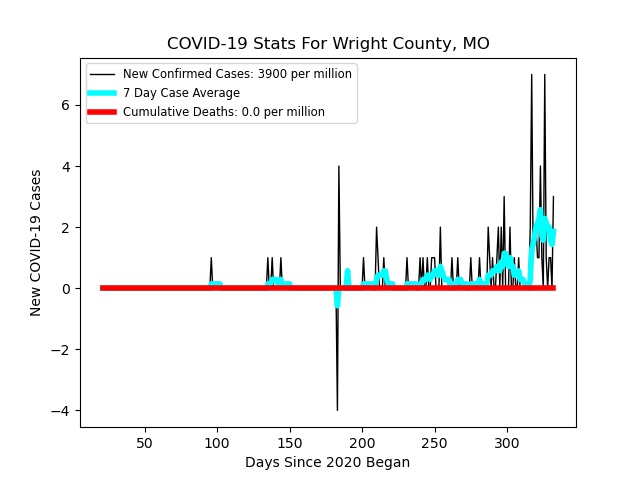 COVID-19 Stats For Wright County, MO
New Confirmed Cases: 3900 per million
7 Day Case Average
Cumulative Deaths: 0.0 per million
New COVID-19 Cases
6
4
2
0
−2
−4
50 100 150 200 250 300
Days Since 2020 Began